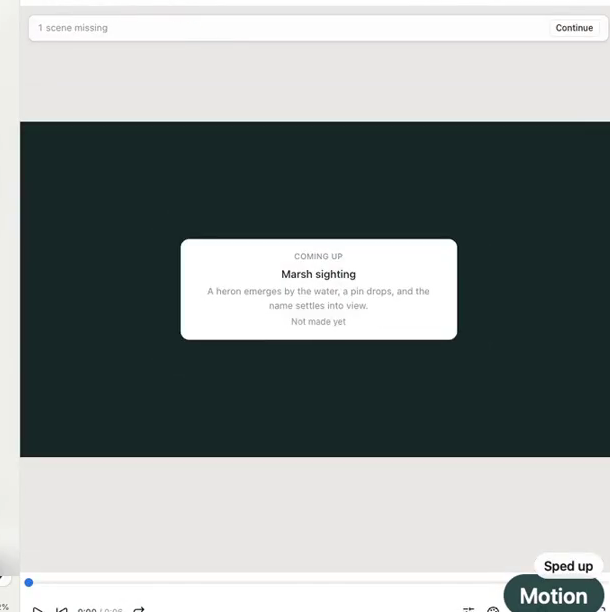 1 scene missing
Continue
COMING UP
Marsh sighting
A heron emerges by the water, a pin drops, and the
name settles into view.
Not made yet
Sped up
Motion